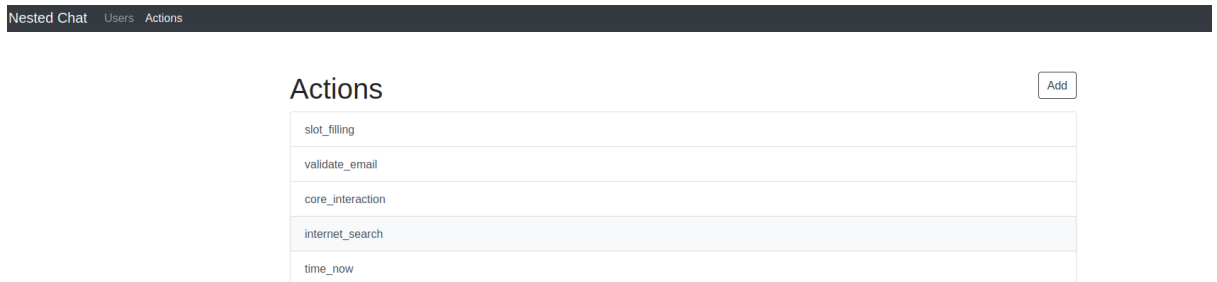 Nested Chat Users Actions
Actions
Add
slot_filling
validate_email
core_interaction
internet_search
time_now